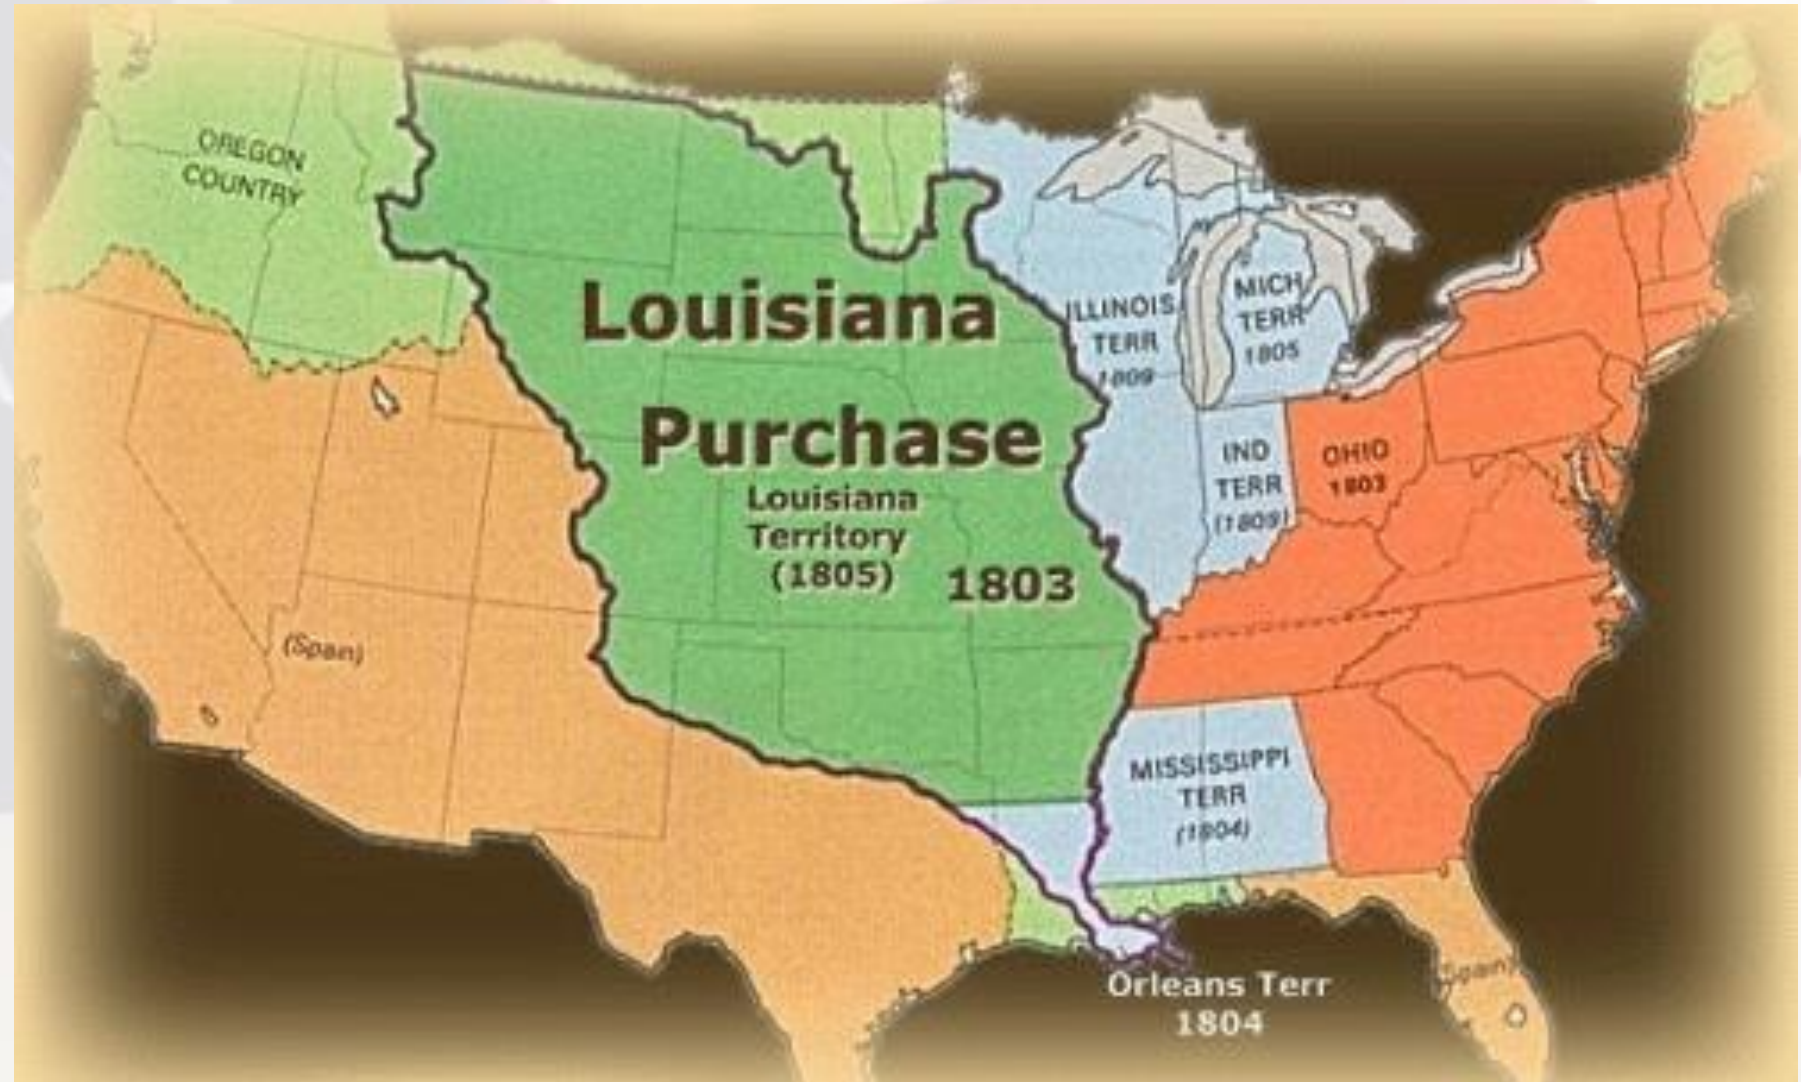 OREGON
COUNTRY
Louisiana
Purchase
Louisiana
Territory
(1805)
1803
ILLINOIS
TERR
1809
MICH
TERR
1805
IND
TERR
(1809)
OHIO
1803
(Spain)
MISSISSIPPI
TERR
(1804)
(Spain)
Orleans Terr
1804